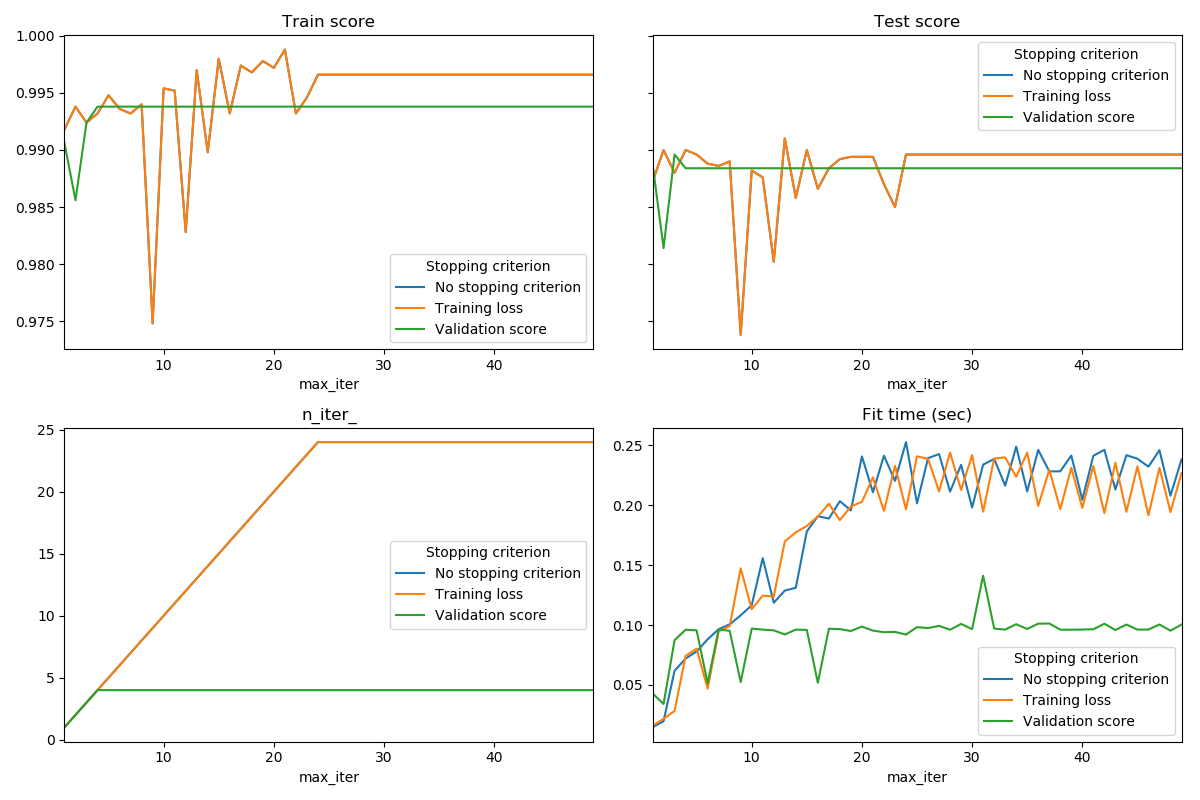 Train score
1.000
0.995
0.990
0.985
0.980
0.975
10
20
30
40
max_iter
Stopping criterion
No stopping criterion
Training loss
Validation score
Test score
10
20
30
40
max_iter
Stopping criterion
No stopping criterion
Training loss
Validation score
n_iter_
25
20
15
10
5
0
10
20
30
40
max_iter
Stopping criterion
No stopping criterion
Training loss
Validation score
Fit time (sec)
0.25
0.20
0.15
0.10
0.05
10
20
30
40
max_iter
Stopping criterion
No stopping criterion
Training loss
Validation score